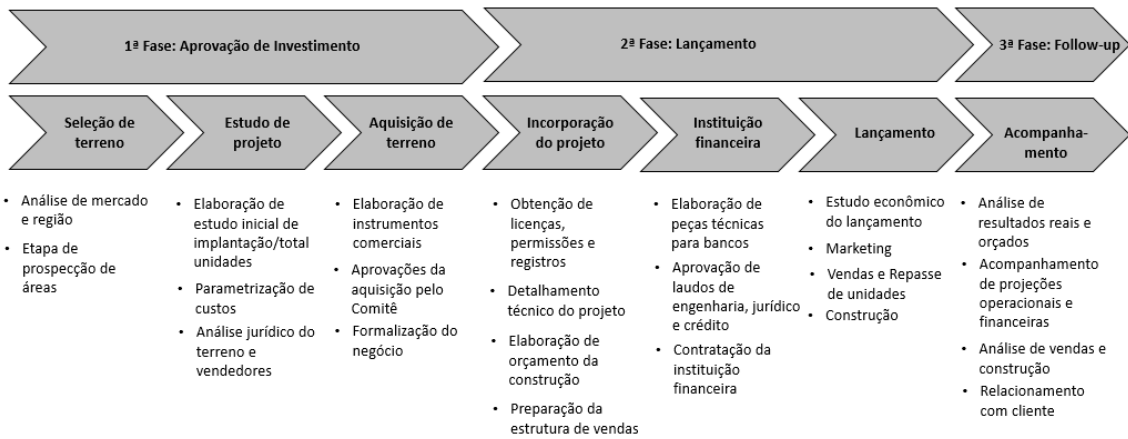 1ª Fase: Aprovação de Investimento
2ª Fase: Lançamento
3ª Fase: Follow-up
Seleção de
terreno
Estudo de
projeto
Aquisição de
terreno
Incorporação
do projeto
Instituição
financeira
Lançamento
Acompanha-
mento
• Análise de mercado
e região
• Etapa de
prospecção de
áreas
• Elaboração de
estudo inicial de
implantação/total
unidades
• Parametrização de
custos
• Análise jurídico do
terreno e
vendedores
• Elaboração de
instrumentos
comerciais
• Aprovações da
aquisição pelo
Comitê
• Formalização do
negócio
• Obtenção de
licenças,
permissões e
registros
• Detalhamento
técnico do projeto
• Elaboração de
orçamento da
construção
• Preparação da
estrutura de vendas
• Elaboração de
peças técnicas
para bancos
• Aprovação de
laudos de
engenharia, jurídico
e crédito
• Contratação da
instituição
financeira
• Estudo econômico
do lançamento
• Marketing
• Vendas e Repasse
de unidades
• Construção
• Análise de
resultados reais e
orçados
• Acompanhamento
de projeções
operacionais e
financeiras
• Análise de vendas e
construção
• Relacionamento
com cliente